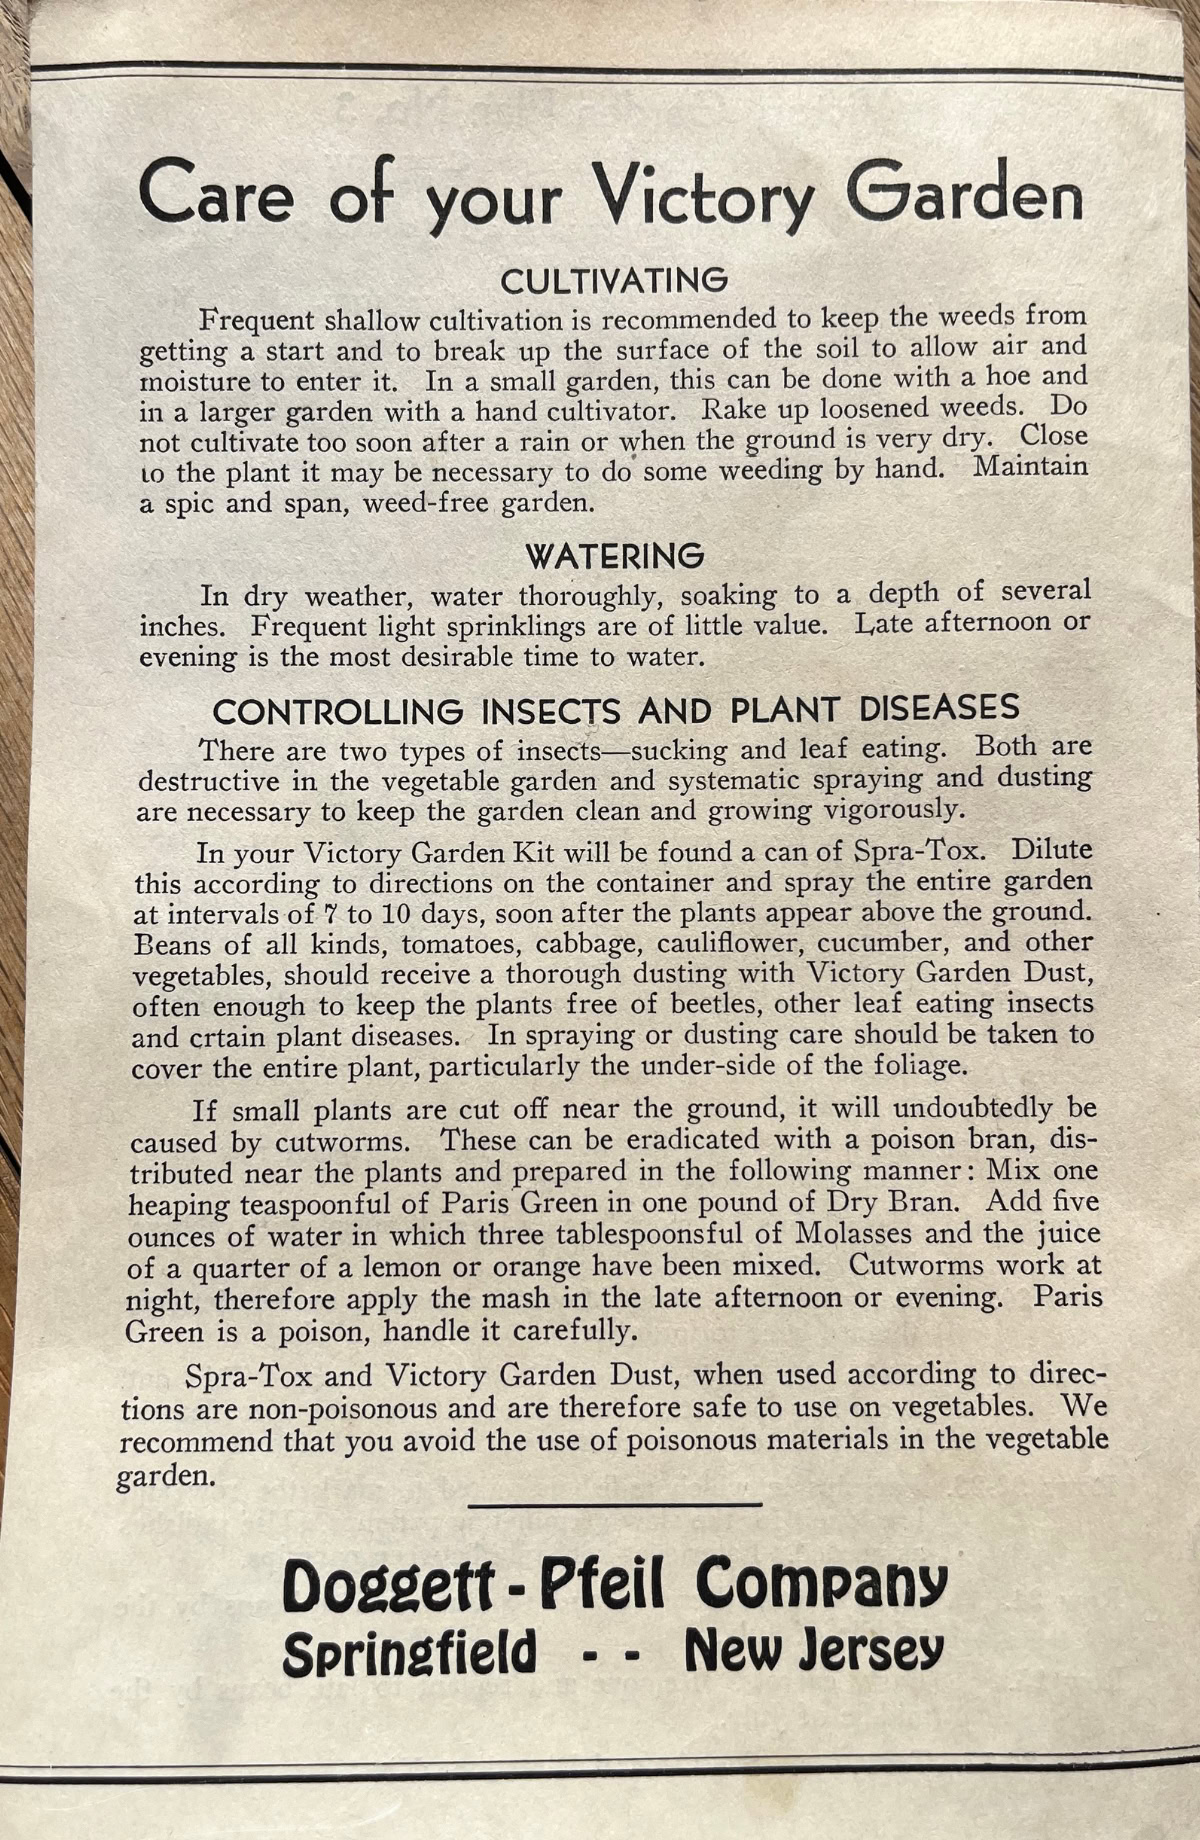 Care of your Victory Garden
CULTIVATING
Frequent shallow cultivation is recommended to keep the weeds from
getting a start and to break up the surface of the soil to allow air and
moisture to enter it. In a small garden, this can be done with a hoe and
in a larger garden with a hand cultivator. Rake up loosened weeds. Do
not cultivate too soon after a rain or when the ground is very dry. Close
to the plant it may be necessary to do some weeding by hand. Maintain
a spic and span, weed-free garden.
WATERING
In dry weather, water thoroughly, soaking to a depth of several
inches. Frequent light sprinklings are of little value. Late afternoon or
evening is the most desirable time to water.
CONTROLLING INSECTS AND PLANT DISEASES
There are two types of insects—sucking and leaf eating. Both are
destructive in the vegetable garden and systematic spraying and dusting
are necessary to keep the garden clean and growing vigorously.
In your Victory Garden Kit will be found a can of Spra-Tox. Dilute
this according to directions on the container and spray the entire garden
at intervals of 7 to 10 days, soon after the plants appear above the ground.
Beans of all kinds, tomatoes, cabbage, cauliflower, cucumber, and other
vegetables, should receive a thorough dusting with Victory Garden Dust,
often enough to keep the plants free of beetles, other leaf eating insects
and crtain plant diseases. In spraying or dusting care should be taken to
cover the entire plant, particularly the under-side of the foliage.
If small plants are cut off near the ground, it will undoubtedly be
caused by cutworms. These can be eradicated with a poison bran, dis-
tributed near the plants and prepared in the following manner: Mix one
heaping teaspoonful of Paris Green in one pound of Dry Bran. Add five
ounces of water in which three tablespoonsful of Molasses and the juice
of a quarter of a lemon or orange have been mixed. Cutworms work at
night, therefore apply the mash in the late afternoon or evening. Paris
Green is a poison, handle it carefully.
Spra-Tox and Victory Garden Dust, when used according to direc-
tions are non-poisonous and are therefore safe to use on vegetables. We
recommend that you avoid the use of poisonous materials in the vegetable
garden.
Doggett - Pfeil Company
Springfield - - New Jersey